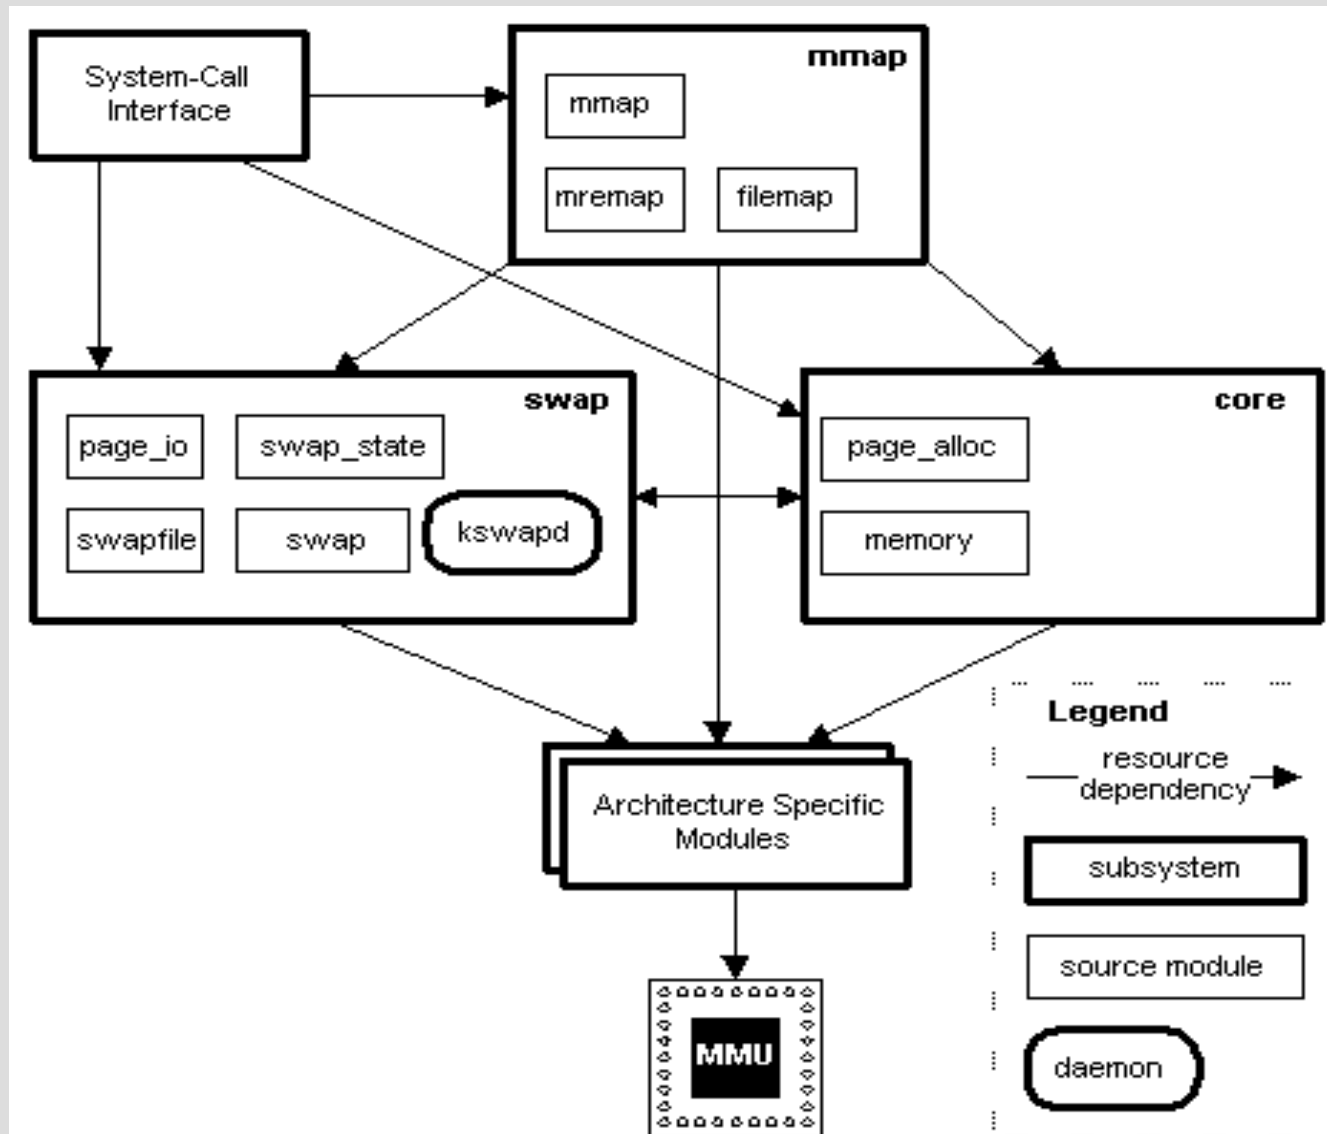 System-Call
Interface
mmap
mmap
mremap
filemap
swap
page_io
swap_state
swapfile
swap
kswapd
core
page_alloc
memory
Architecture Specific
Modules
MMU
Legend
resource
dependency
subsystem
source module
daemon